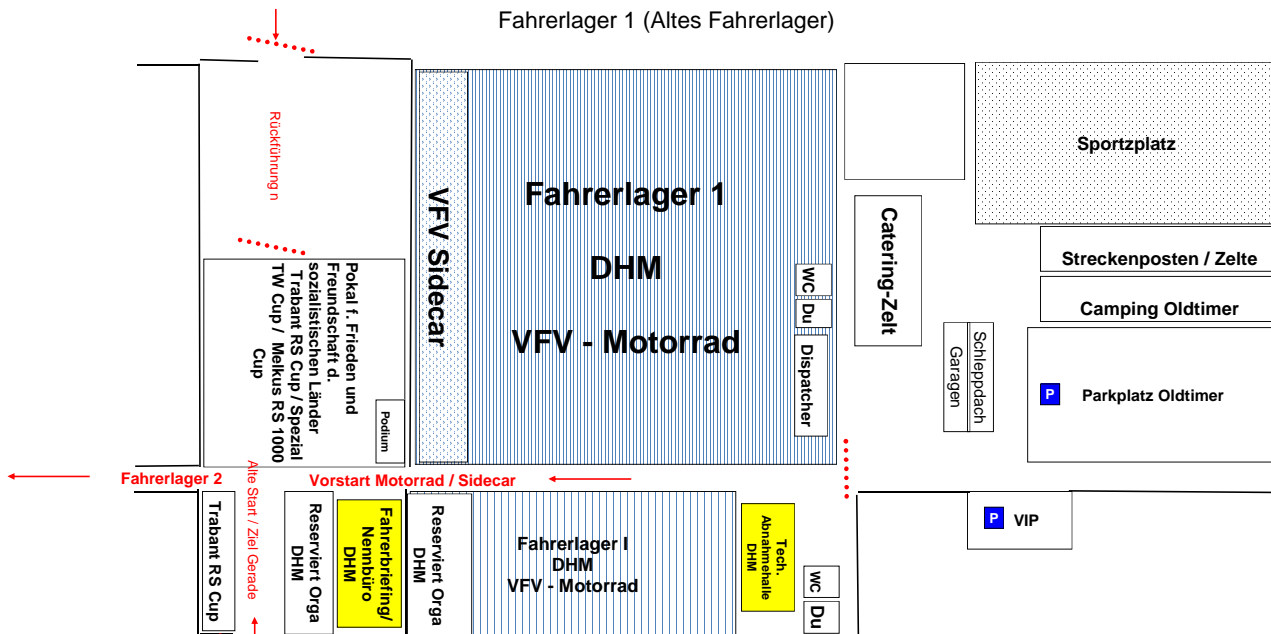 Fahrerlager 1 (Altes Fahrerlager)
Rückführung n
VFV Sidecar
Fahrerlager 1
DHM
VFV - Motorrad
WC
Du
Dispatcher
Catering-Zelt
Sportzplatz
Streckenposten / Zelte
Camping Oldtimer
Schleppdach
Garagen
P
Parkplatz Oldtimer
Pokal f. Frieden und
Freundschaft d.
sozialistischen Länder
Trabant RS Cup / Spezial
TW Cup / Melkus RS 1000
Cup
Podium
Fahrerlager 2
Alte Start / Ziel Gerade
Vorstart Motorrad / Sidecar
Trabant RS Cup
Reserviert Orga
DHM
Fahrerbriefing/
Nennbüro
DHM
Reserviert Orga
DHM
Fahrerlager I
DHM
VFV - Motorrad
Tech.
Abnahmehalle
DHM
WC
Du
P
VIP